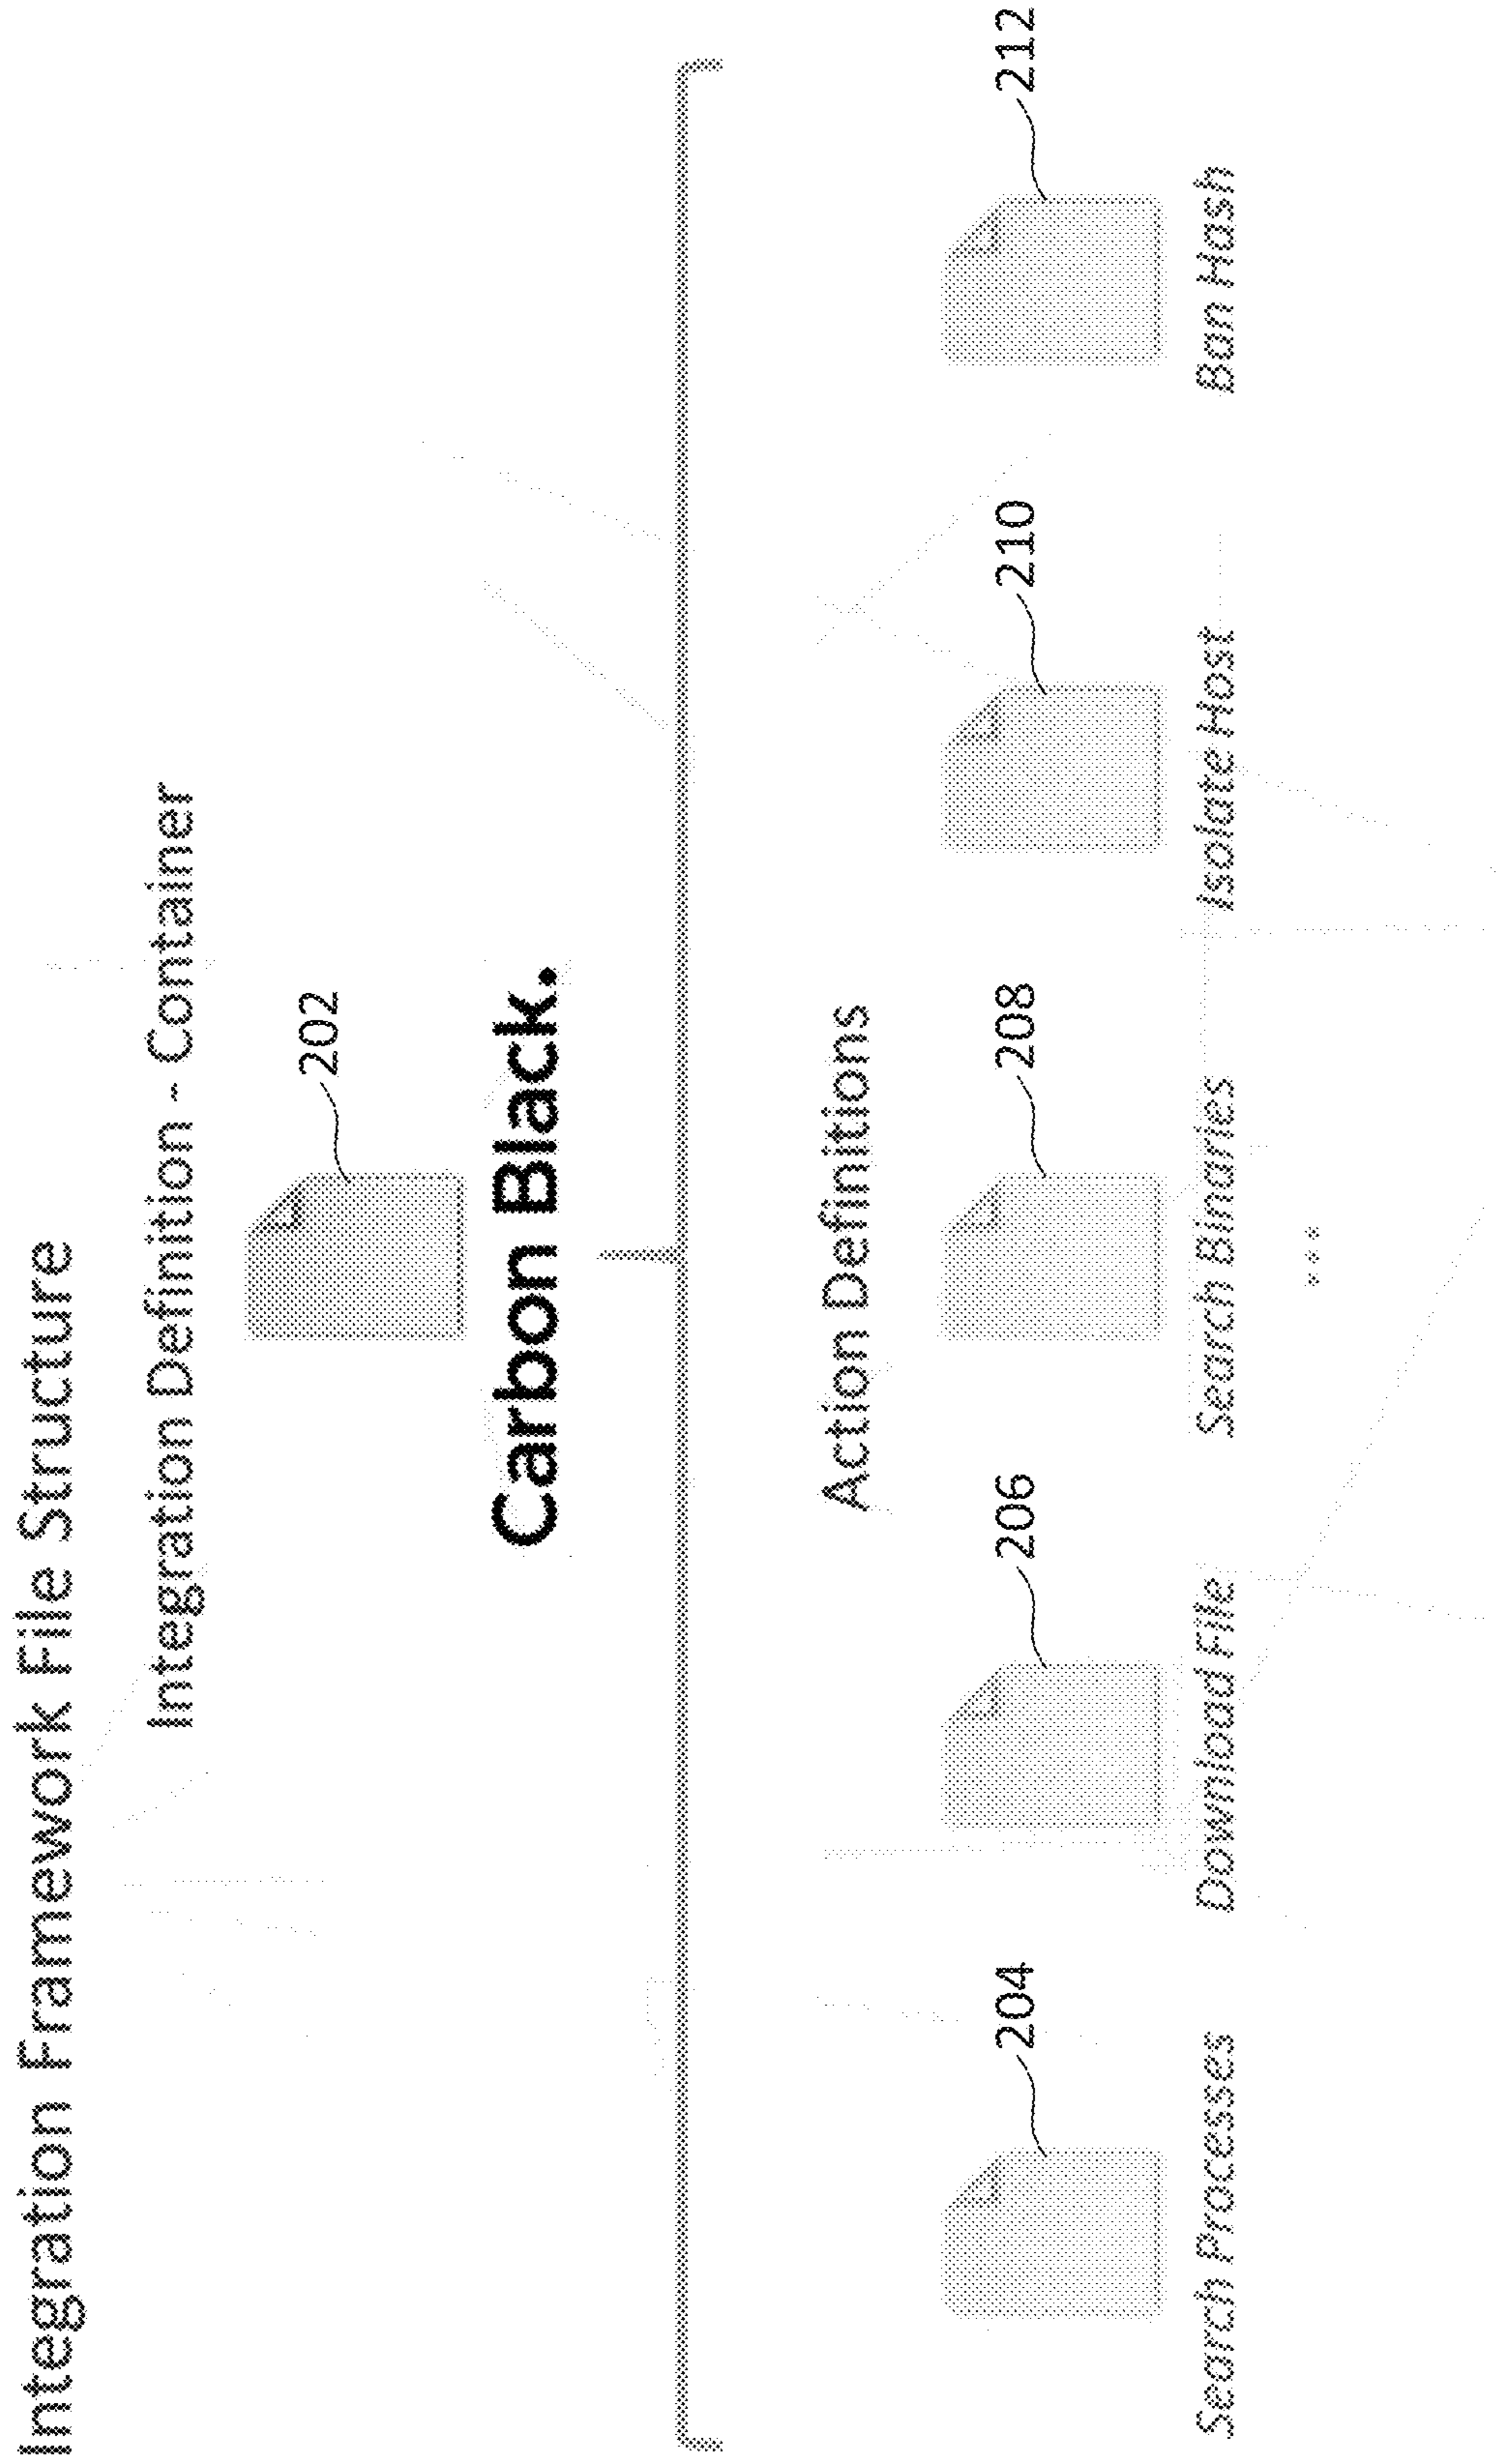 Integration Framework File Structure
Integration Definition - Container
202
Carbon Black.
Action Definitions
204 206 208 210 212
Search Processes Download File Search Binaries Isolate Host Ban Hash
...